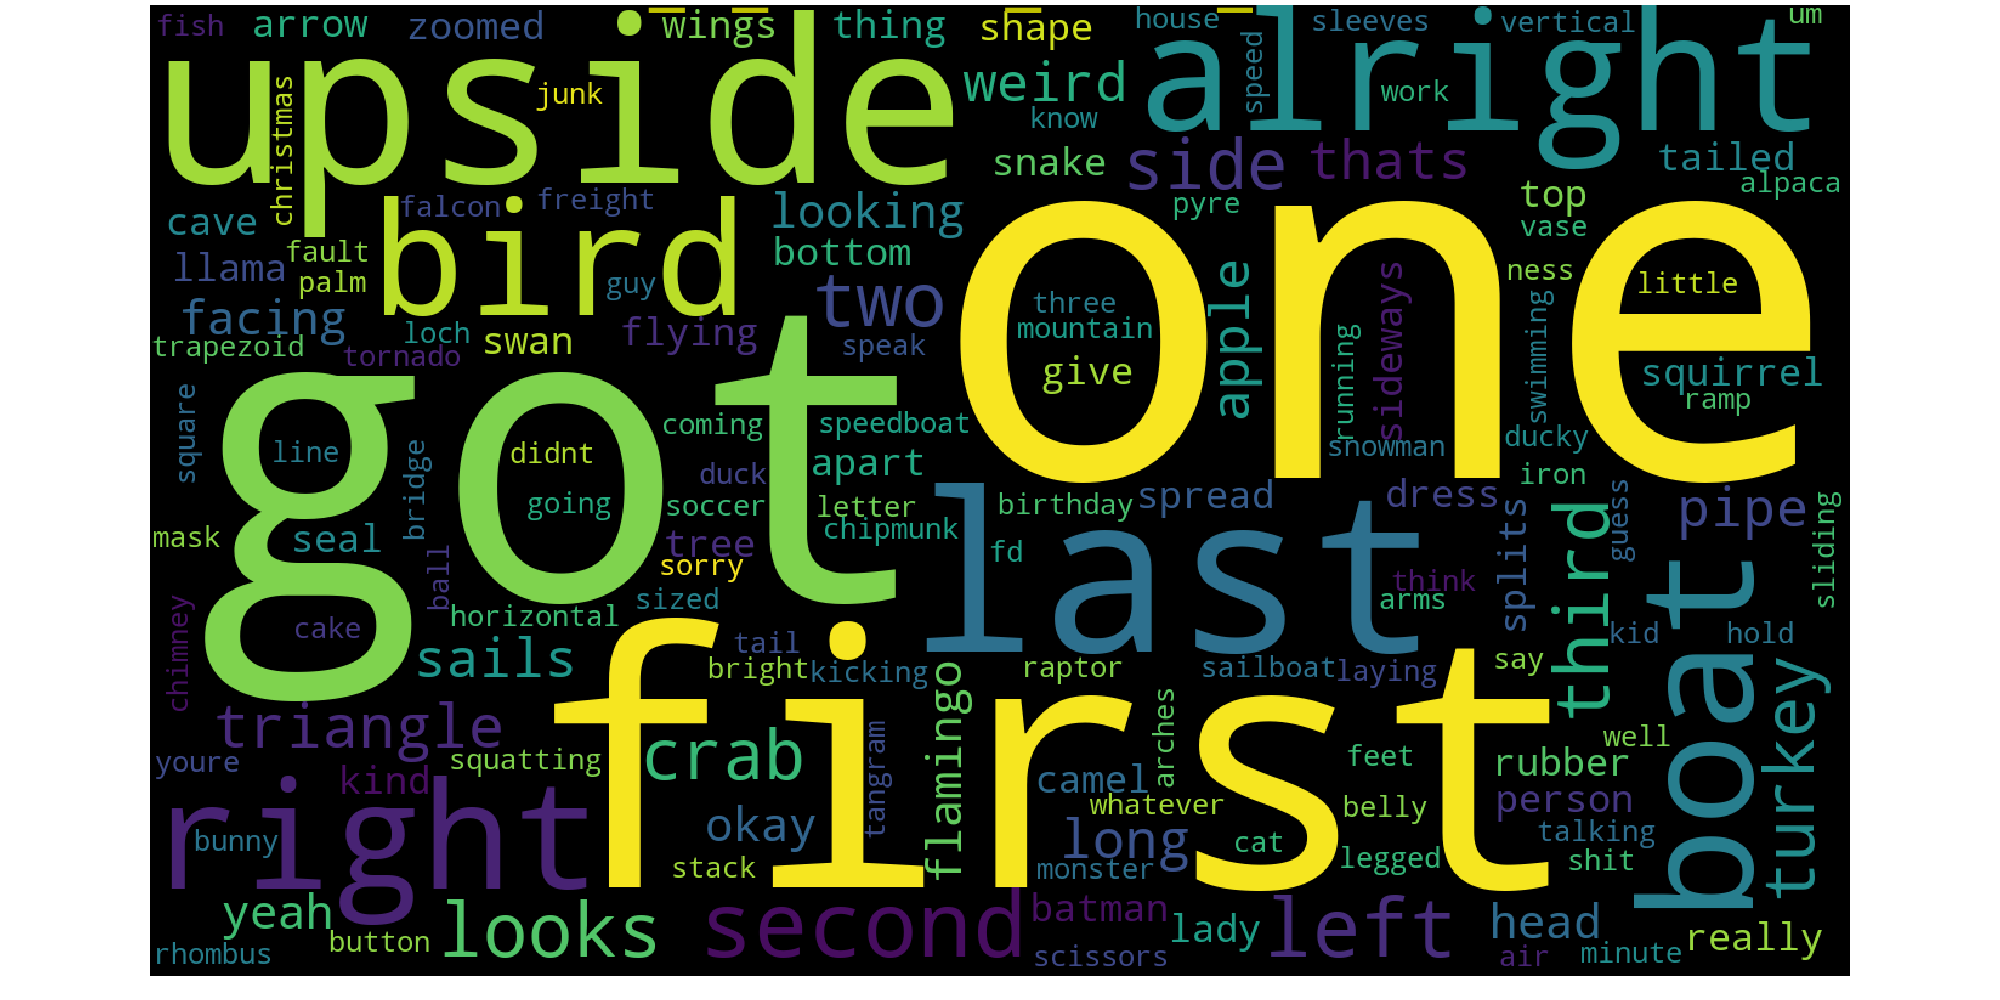 fish arrow zoomed wings thing shape house sleeves vertical um
upside junk christmas weird know speed alright work
snake side thats tailed alpaca
cave falcon freight looking pyre top vase
llama fault palm bird guy bottom two ness little
facing loch swan flying speak three mountain apple one sideways swimming
trapezoid tornado give running squirrel ramp
square line got didnt coming speedboat snowman ducky
bridge going duck apart iron
mask seal soccer letter chipmunk birthday spread dress pipe
ball tree sorry last fd splits guess third sliding
chimney cake horizontal sized think arms kid hold boat
sails tail bright kicking raptor sailboat laying say turkey
triangle squatting crab first flamingo arches feet well
youre kind tangram camel whatever belly rubber person
right bunny okay long cat legged talking
stack monster shit
yeah looks second batman lady left head really
rhombus button scissors air minute